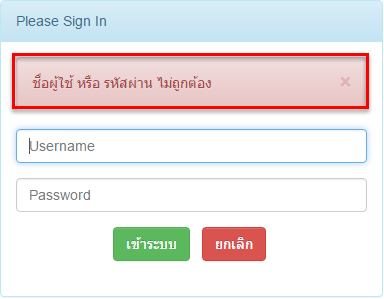 Please Sign In
ชื่อผู้ใช้ หรือ รหัสผ่าน ไม่ถูกต้อง ×
Username
Password
เข้าระบบ ยกเลิก